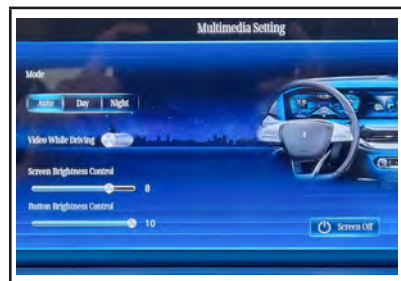 Multimedia Setting
Mode
Auto Day Night
Video While Driving
Screen Brightness Control
8
Button Brightness Control
10
Screen Off